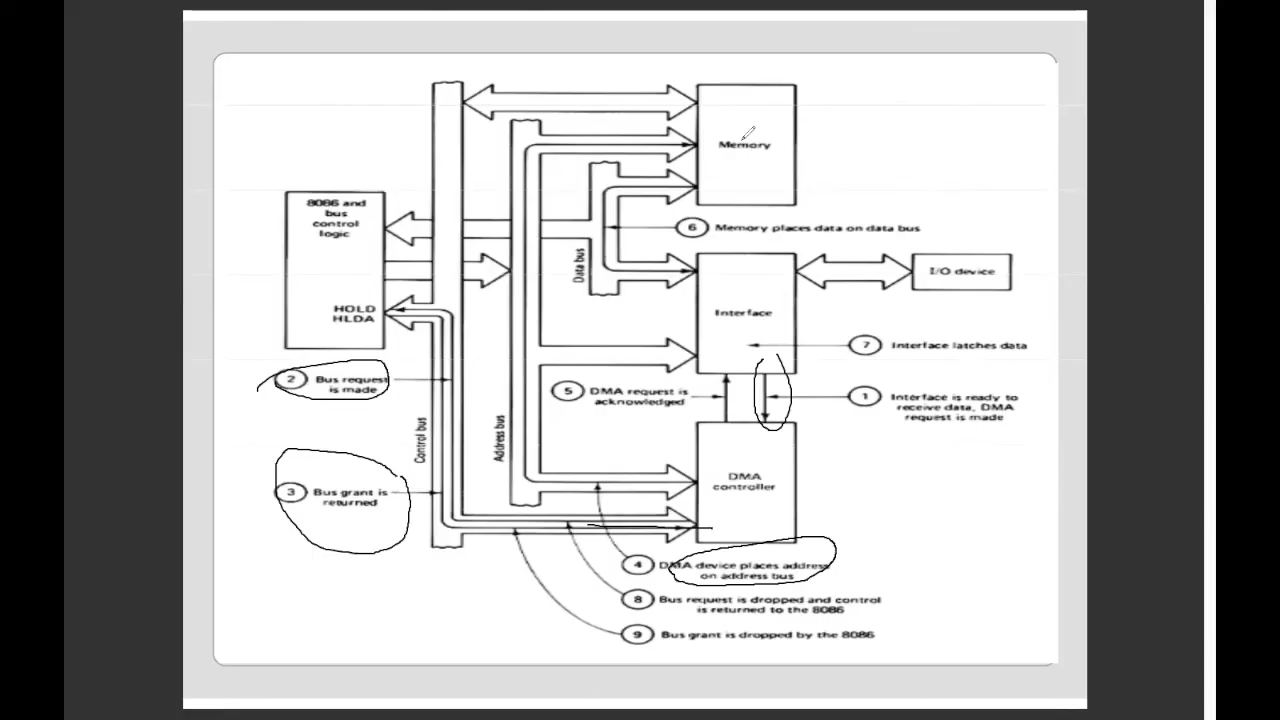 Memory
8086 and
bus
control
logic
6 Memory places data on data bus
Data bus
I/O device
HOLD
HLDA
Interface
7 Interface latches data
2 Bus request
is made
5 DMA request is
acknowledged
1 Interface is ready to
receive data, DMA
request is made
Control bus
Address bus
3 Bus grant is
returned
DMA
controller
4 DMA device places address
on address bus
8 Bus request is dropped and control
is returned to the 8086
9 Bus grant is dropped by the 8086